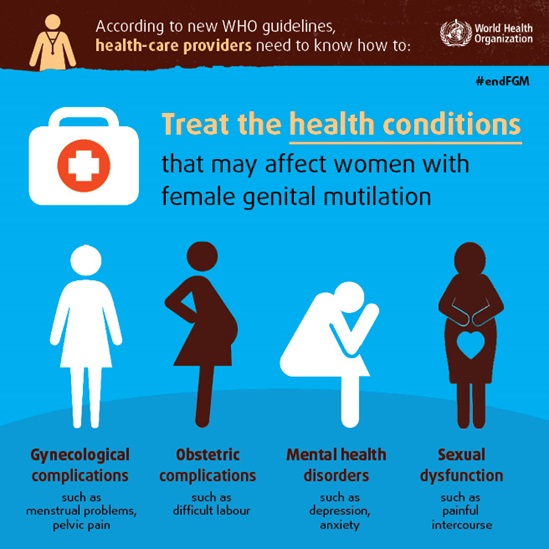 According to new WHO guidelines,
health-care providers need to know how to:
World Health
Organization
#endFGM
Treat the health conditions
that may affect women with
female genital mutilation
Gynecological
complications
such as
menstrual problems,
pelvic pain
Obstetric
complications
such as
difficult labour
Mental health
disorders
such as
depression,
anxiety
Sexual
dysfunction
such as
painful
intercourse